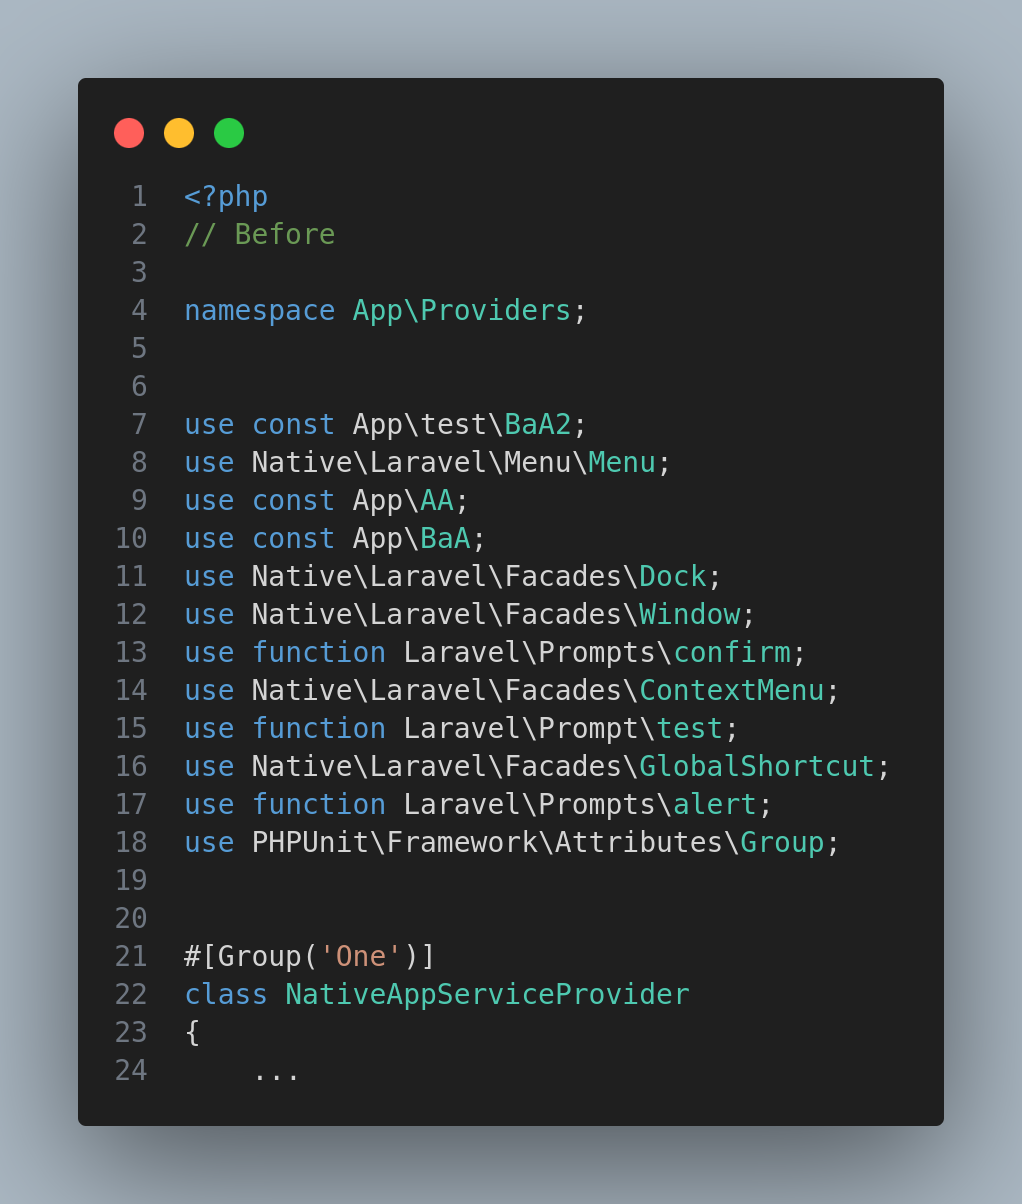 1 <?php
2 // Before
3
4 namespace App\Providers;
5
6
7 use const App\test\BaA2;
8 use Native\Laravel\Menu\Menu;
9 use const App\AA;
10 use const App\BaA;
11 use Native\Laravel\Facades\Dock;
12 use Native\Laravel\Facades\Window;
13 use function Laravel\Prompts\confirm;
14 use Native\Laravel\Facades\ContextMenu;
15 use function Laravel\Prompt\test;
16 use Native\Laravel\Facades\GlobalShortcut;
17 use function Laravel\Prompts\alert;
18 use PHPUnit\Framework\Attributes\Group;
19
20
21 #[Group('One')]
22 class NativeAppServiceProvider
23 {
24     ...